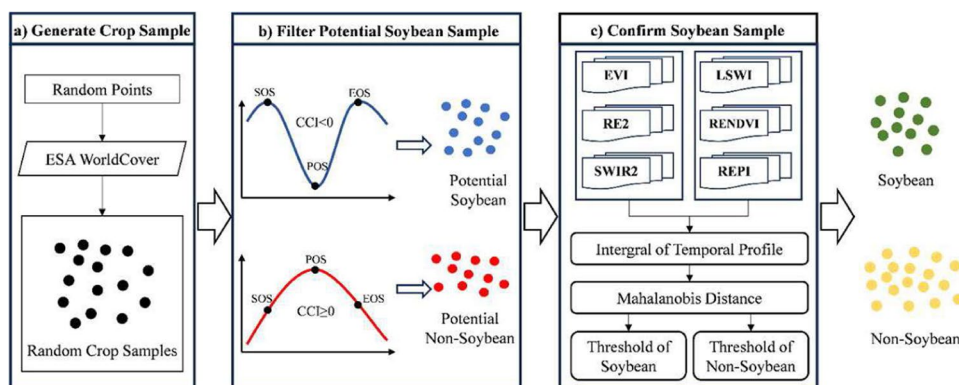 a) Generate Crop Sample
Random Points
ESA WorldCover
Random Crop Samples
b) Filter Potential Soybean Sample
SOS
EOS
CCI<0
POS
Potential
Soybean
POS
SOS
EOS
CCI≥0
Potential
Non-Soybean
c) Confirm Soybean Sample
EVI
LSWI
RE2
RENDVI
SWIR2
REPI
Intergral of Temporal Profile
Mahalanobis Distance
Threshold of
Soybean
Threshold of
Non-Soybean
Soybean
Non-Soybean